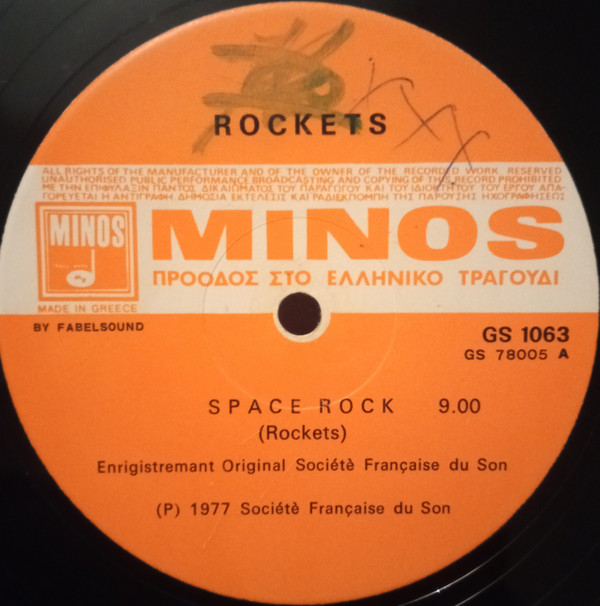 ROCKETS
ALL RIGHTS OF THE MANUFACTURER AND OF THE OWNER OF THE RECORDED WORK RESERVED
UNAUTHORISED PUBLIC PERFORMANCE BROADCASTING AND COPYING OF THIS RECORD PROHIBITED
ΜΕ ΤΗΝ ΕΠΙΦΥΛΑΞΙΝ ΠΑΝΤΟΣ ΔΙΚΑΙΩΜΑΤΟΣ ΤΟΥ ΠΑΡΑΓΩΓΟΥ ΚΑΙ ΤΟΥ ΙΔΙΟΚΤΗΤΟΥ ΤΟΥ ΕΡΓΟΥ ΑΠΑ-
ΓΟΡΕΥΕΤΑΙ Η ΑΝΤΙΓΡΑΦΗ ΔΗΜΟΣΙΑ ΕΚΤΕΛΕΣΙΣ ΚΑΙ ΡΑΔΙΕΚΠΟΜΠΗ ΤΗΣ ΠΑΡΟΥΣΗΣ ΗΧΟΓΡΑΦΗΣΕΩΣ
MINOS
MINOS
ΠΡΟΟΔΟΣ ΣΤΟ ΕΛΛΗΝΙΚΟ ΤΡΑΓΟΥΔΙ
MADE IN GREECE
BY FABELSOUND
GS 1063
GS 78005 A
SPACE ROCK 9.00
(Rockets)
Enrigistremant Original Sociétè Française du Son
(P) 1977 Sociétè Française du Son